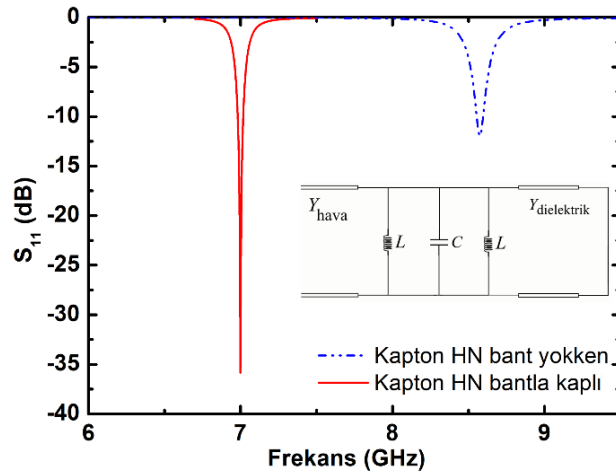 0
-5
-10
-15
-20
-25
-30
-35
-40
S11 (dB)
6 7 8 9
Frekans (GHz)
Yhava
L C L
Ydielektrik
Kapton HN bant yokken
Kapton HN bantla kaplı